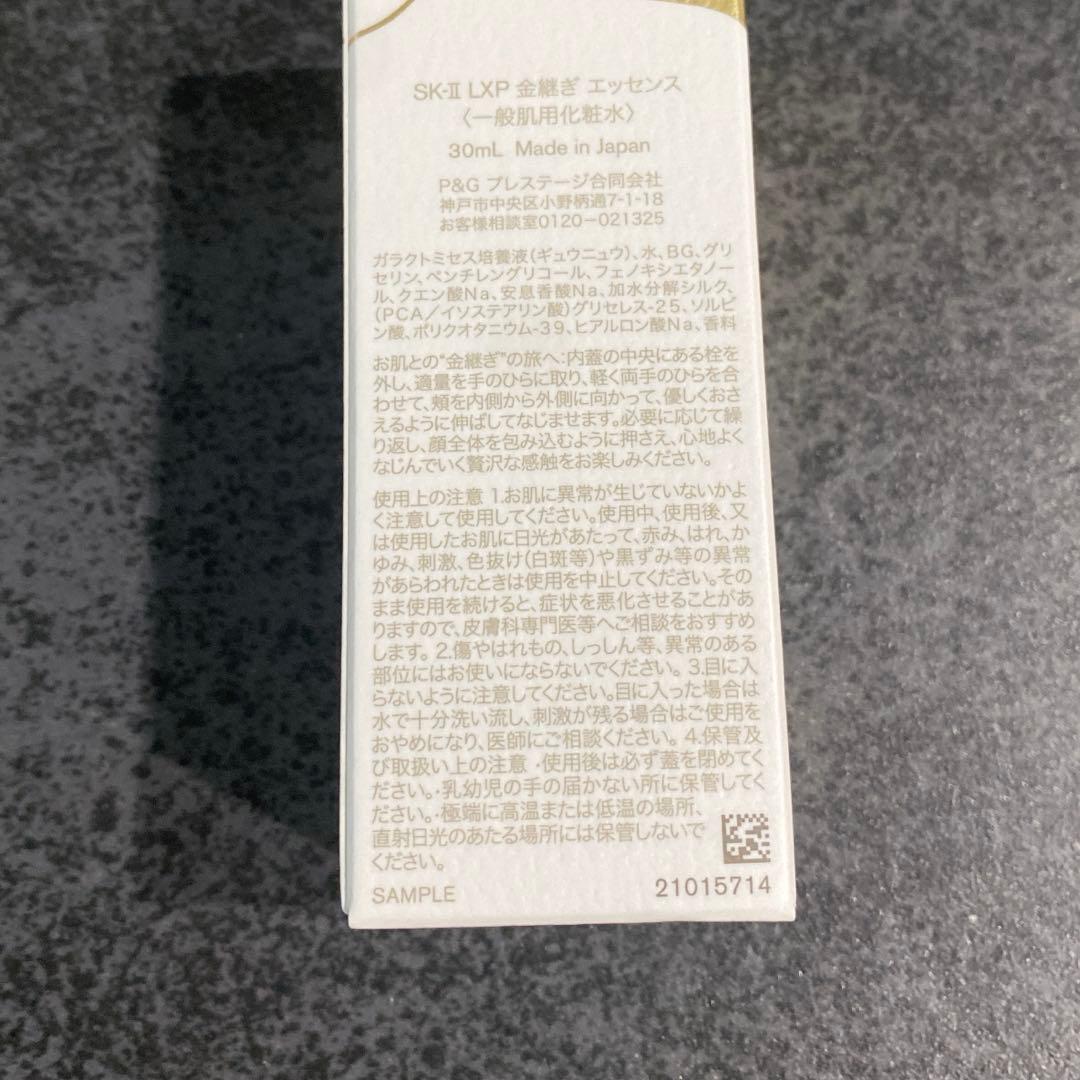 SK-Ⅱ LXP 金継ぎ エッセンス
〈一般肌用化粧水〉
30mL Made in Japan
P&G プレステージ合同会社
神戸市中央区小野柄通7-1-18
お客様相談室0120-021325
ガラクトミセス培養液(ギュウニュウ)、水、BG、グリ
セリン、ペンチレングリコール、フェノキシエタノー
ル、クエン酸Na、安息香酸Na、加水分解シルク、
(PCA/イソステアリン酸)グリセレス-25、ソルビ
ン酸、ポリクオタニウム-39、ヒアルロン酸Na、香料
お肌との"金継ぎ"の旅へ:内蓋の中央にある栓を
外し、適量を手のひらに取り、軽く両手のひらを合
わせて、頬を内側から外側に向かって、優しくおさ
えるように伸ばしてなじませます。必要に応じて繰
り返し、顔全体を包み込むように押さえ、心地よく
なじんでいく贅沢な感触をお楽しみください。
使用上の注意 1.お肌に異常が生じていないかよ
く注意して使用してください。使用中、使用後、又
は使用したお肌に日光があたって、赤み、はれ、か
ゆみ、刺激、色抜け(白斑等)や黒ずみ等の異常
があらわれたときは使用を中止してください。その
まま使用を続けると、症状を悪化させることがあ
りますので、皮膚科専門医等へご相談をおすすめ
します。 2.傷やはれもの、しっしん等、異常のある
部位にはお使いにならないでください。 3.目に入
らないように注意してください。目に入った場合は
水で十分洗い流し、刺激が残る場合はご使用を
おやめになり、医師にご相談ください。 4.保管及
び取扱い上の注意 ・使用後は必ず蓋を閉めてく
ださい。・乳幼児の手の届かない所に保管してく
ださい。・極端に高温または低温の場所、
直射日光のあたる場所には保管しないで
ください。
SAMPLE 21015714